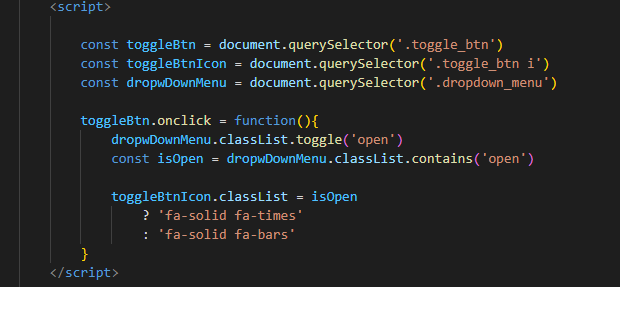 <script>
const toggleBtn = document.querySelector('.toggle_btn')
const toggleBtnIcon = document.querySelector('.toggle_btn i')
const dropwDownMenu = document.querySelector('.dropdown_menu')
toggleBtn.onclick = function(){
dropwDownMenu.classList.toggle('open')
const isOpen = dropwDownMenu.classList.contains('open')
toggleBtnIcon.classList = isOpen
? 'fa-solid fa-times'
: 'fa-solid fa-bars'
}
</script>